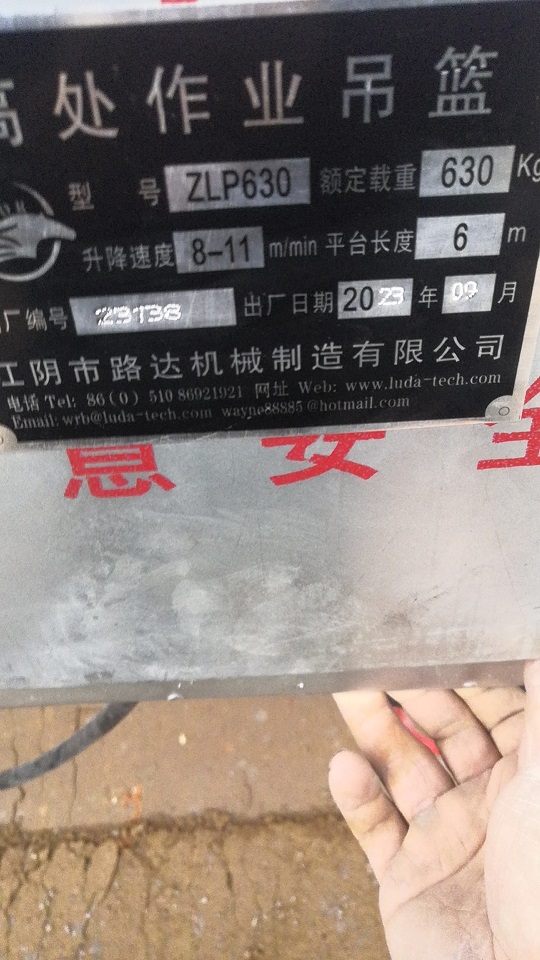 高处作业吊篮
型 号 ZLP630 额定载重 630 Kg
升降速度 8-11 m/min 平台长度 6 m
厂编号 23138 出厂日期 2023 年 09 月
江阴市路达机械制造有限公司
电话 Tel: 86(0) 510 86921921 网址 Web: www.luda-tech.com
Email: wrb@luda-tech.com wayne88885@hotmail.com
意安全